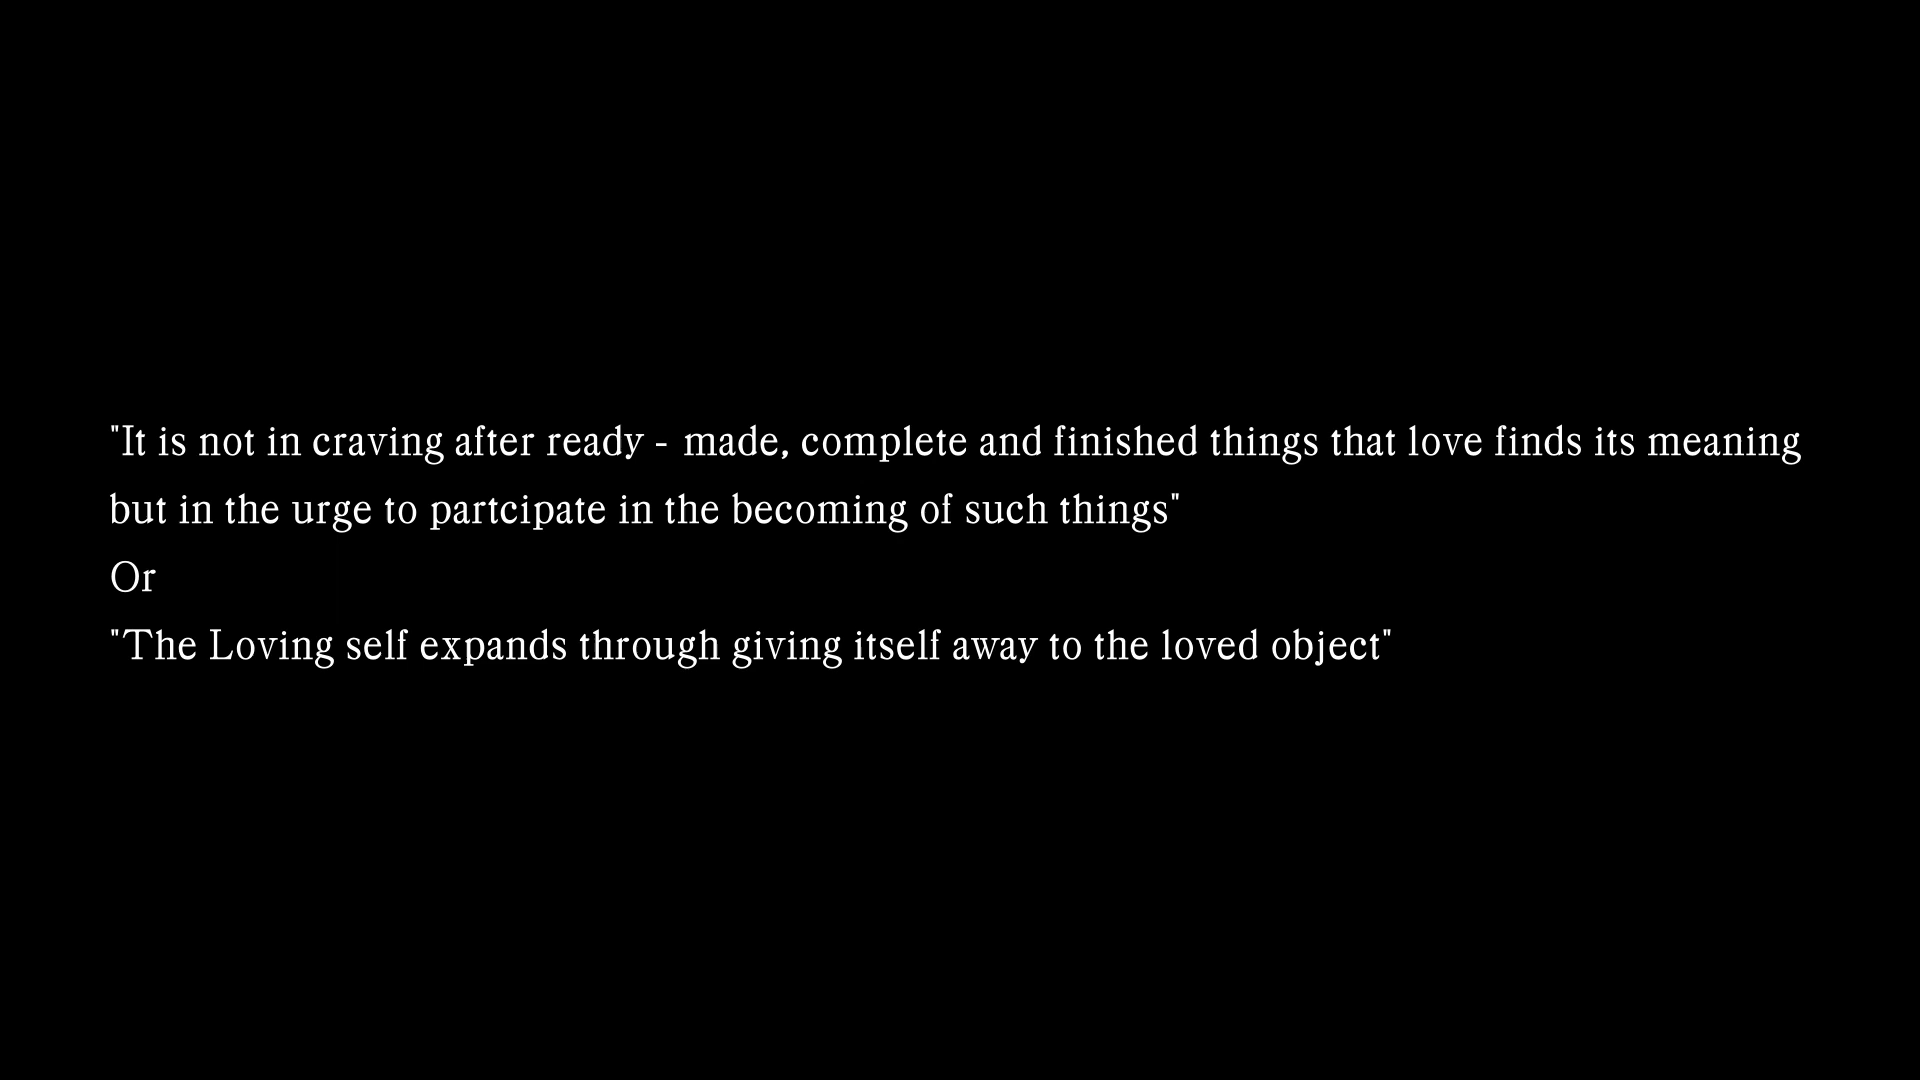 "It is not in craving after ready - made, complete and finished things that love finds its meaning
but in the urge to partcipate in the becoming of such things"
Or
"The Loving self expands through giving itself away to the loved object"